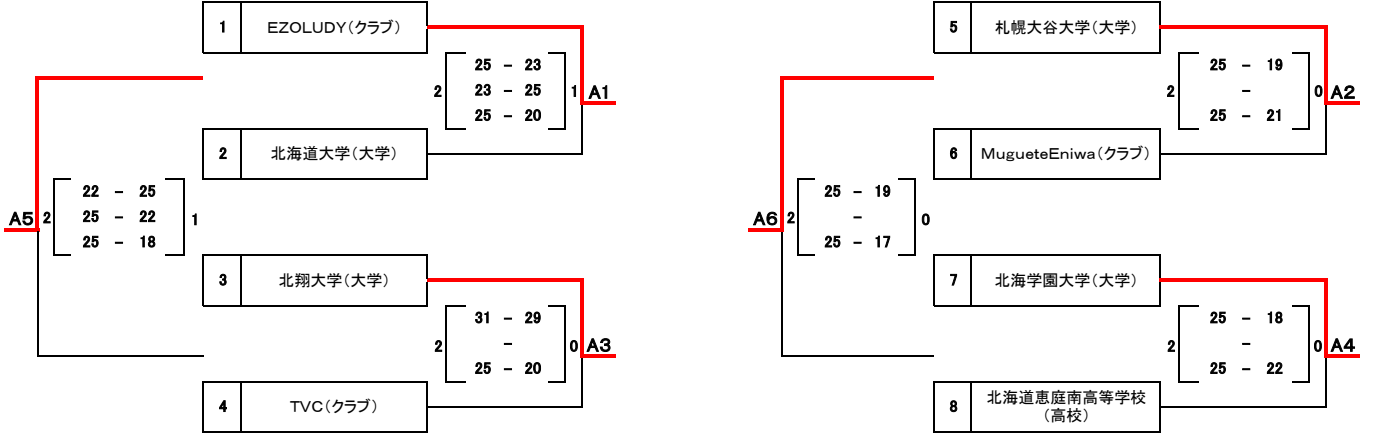 1 EZOLUDY(クラブ)
2 25 - 23 1 A1
23 - 25
25 - 20
2 北海道大学(大学)
A5 2 22 - 25 1
25 - 22
25 - 18
3 北翔大学(大学)
2 31 - 29 0 A3
-
25 - 20
4 TVC(クラブ)
5 札幌大谷大学(大学)
2 25 - 19 0 A2
-
25 - 21
6 MugueteEniwa(クラブ)
A6 2 25 - 19 0
-
25 - 17
7 北海学園大学(大学)
2 25 - 18 0 A4
-
25 - 22
8 北海道恵庭南高等学校
(高校)